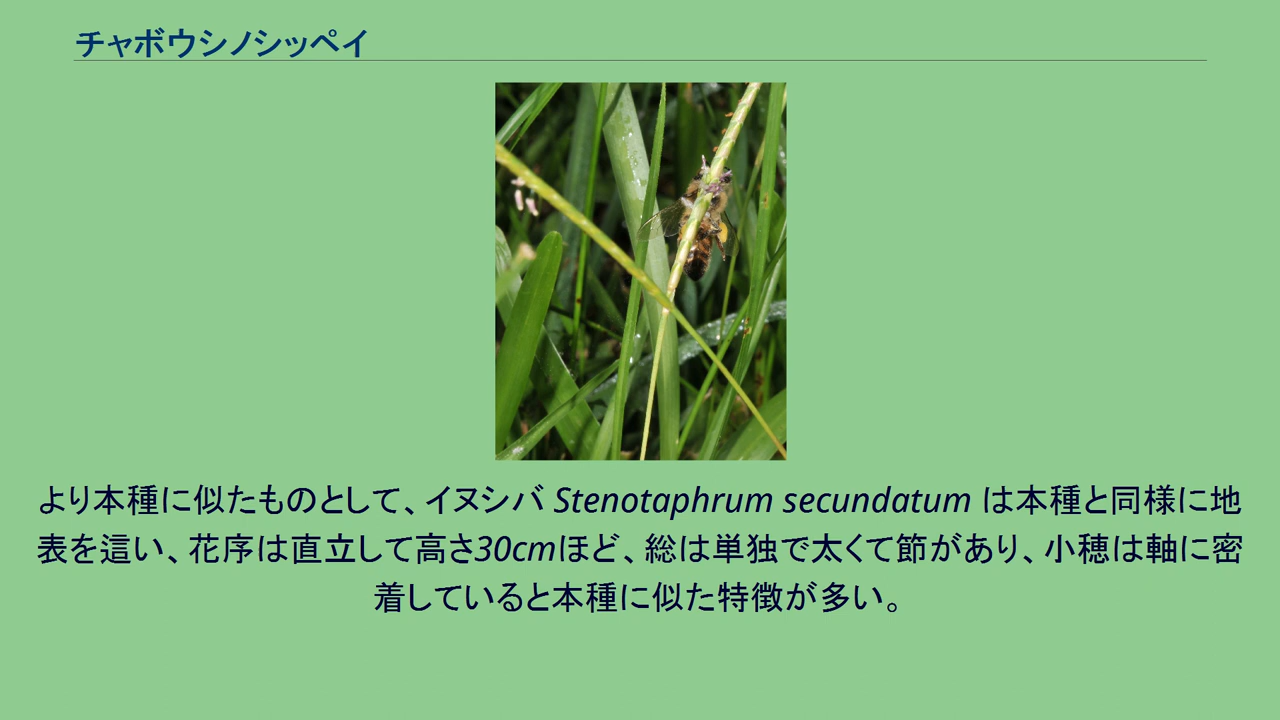 チャボウシノシッペイ
より本種に似たものとして、イヌシバ Stenotaphrum secundatum は本種と同様に地
表を這い、花序は直立して高さ30cmほど、総は単独で太くて節があり、小穂は軸に密
着していると本種に似た特徴が多い。